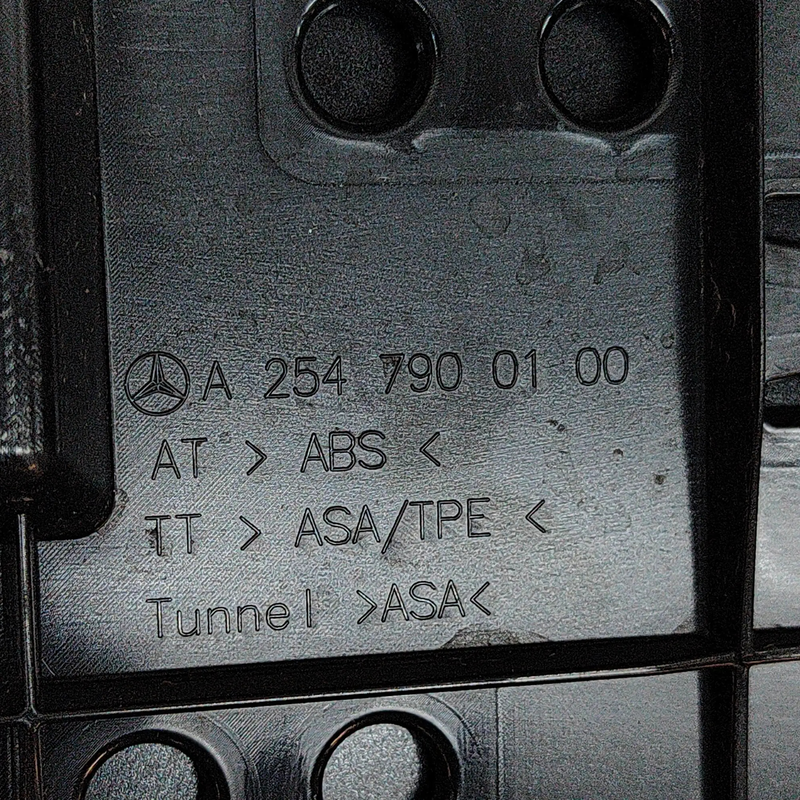 A 254 790 01 00
AT > ABS <
TT > ASA/TPE <
Tunnel >ASA<